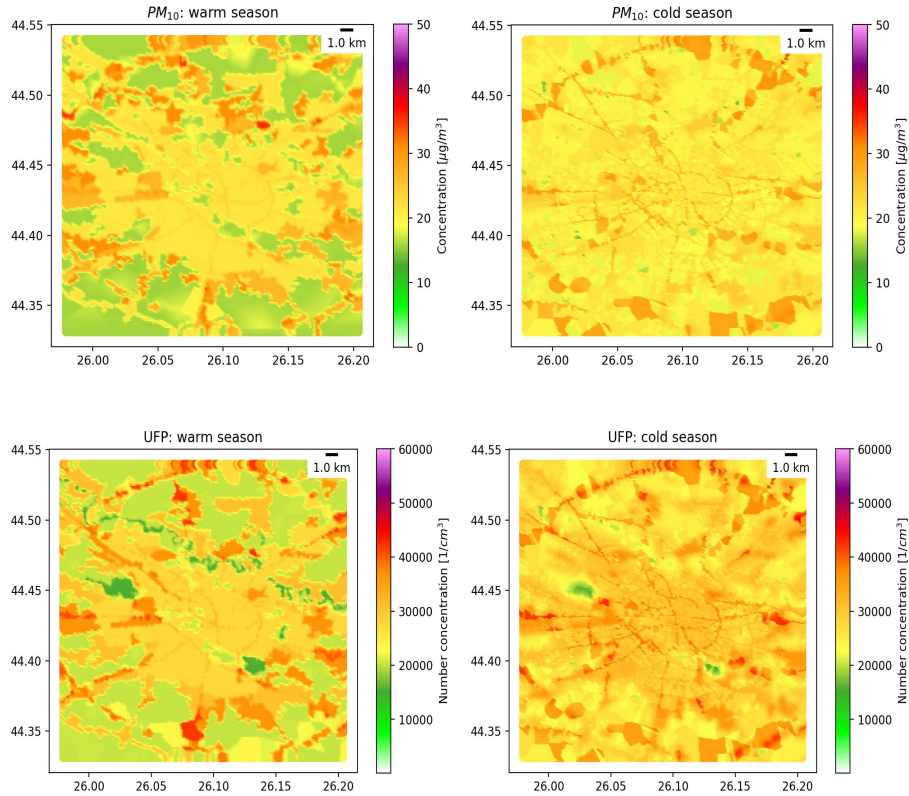 PM₁₀: warm season
44.55
44.50
44.45
44.40
44.35
26.00 26.05 26.10 26.15 26.20
1.0 km
50
40
30
20
10
0
Concentration [µg/m³]
PM₁₀: cold season
44.55
44.50
44.45
44.40
44.35
26.00 26.05 26.10 26.15 26.20
1.0 km
50
40
30
20
10
0
Concentration [µg/m³]
UFP: warm season
44.55
44.50
44.45
44.40
44.35
26.00 26.05 26.10 26.15 26.20
1.0 km
60000
50000
40000
30000
20000
10000
Number concentration [1/cm³]
UFP: cold season
44.55
44.50
44.45
44.40
44.35
26.00 26.05 26.10 26.15 26.20
1.0 km
60000
50000
40000
30000
20000
10000
Number concentration [1/cm³]